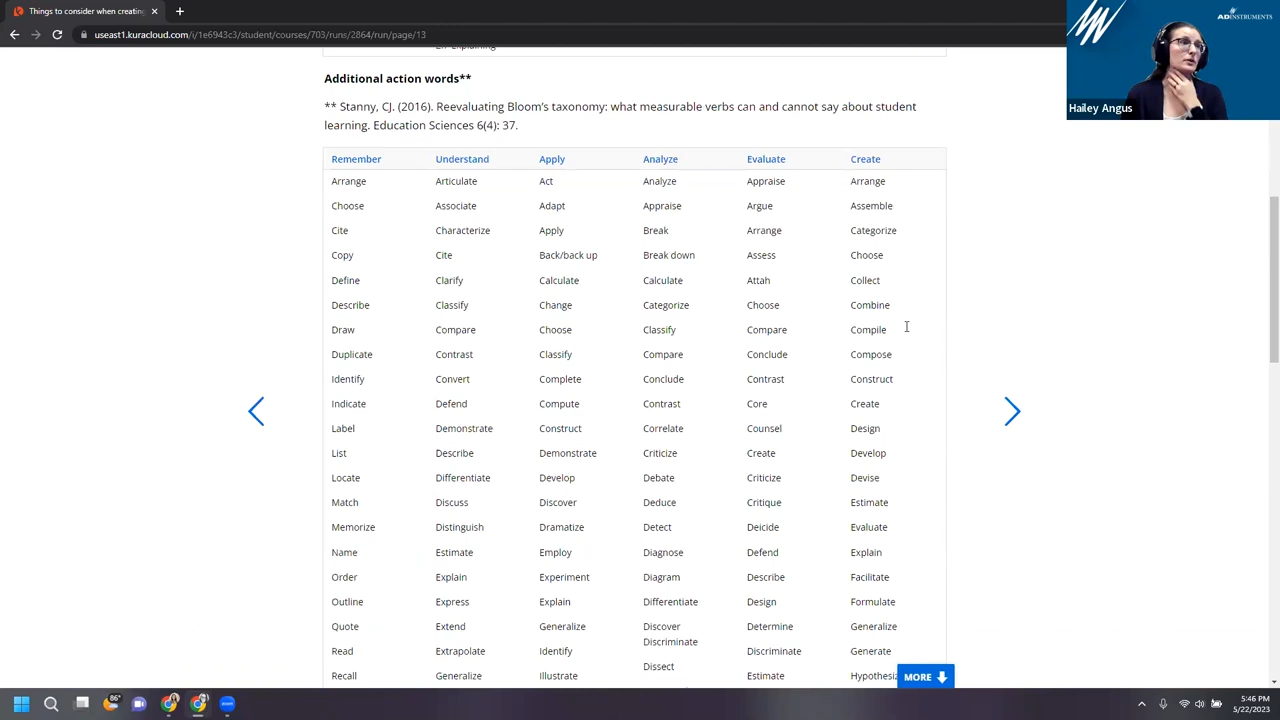 Things to consider when creating
useast1.kuracloud.com/i/1e6943c3/student/courses/703/runs/2864/run/page/13
ADINSTRUMENTS
Hailey Angus
Additional action words**
** Stanny, CJ. (2016). Reevaluating Bloom's taxonomy: what measurable verbs can and cannot say about student
learning. Education Sciences 6(4): 37.
Remember Understand Apply Analyze Evaluate Create
Arrange Articulate Act Analyze Appraise Arrange
Choose Associate Adapt Appraise Argue Assemble
Cite Characterize Apply Break Arrange Categorize
Copy Cite Back/back up Break down Assess Choose
Define Clarify Calculate Calculate Attah Collect
Describe Classify Change Categorize Choose Combine
Draw Compare Choose Classify Compare Compile
Duplicate Contrast Classify Compare Conclude Compose
Identify Convert Complete Conclude Contrast Construct
Indicate Defend Compute Contrast Core Create
Label Demonstrate Construct Correlate Counsel Design
List Describe Demonstrate Criticize Create Develop
Locate Differentiate Develop Debate Criticize Devise
Match Discuss Discover Deduce Critique Estimate
Memorize Distinguish Dramatize Detect Deicide Evaluate
Name Estimate Employ Diagnose Defend Explain
Order Explain Experiment Diagram Describe Facilitate
Outline Express Explain Differentiate Design Formulate
Quote Extend Generalize Discover Determine Generalize
Discriminate
Read Extrapolate Identify Discriminate Generate
Dissect
Recall Generalize Illustrate Estimate Hypothesi
MORE
86°
5:46 PM
5/22/2023